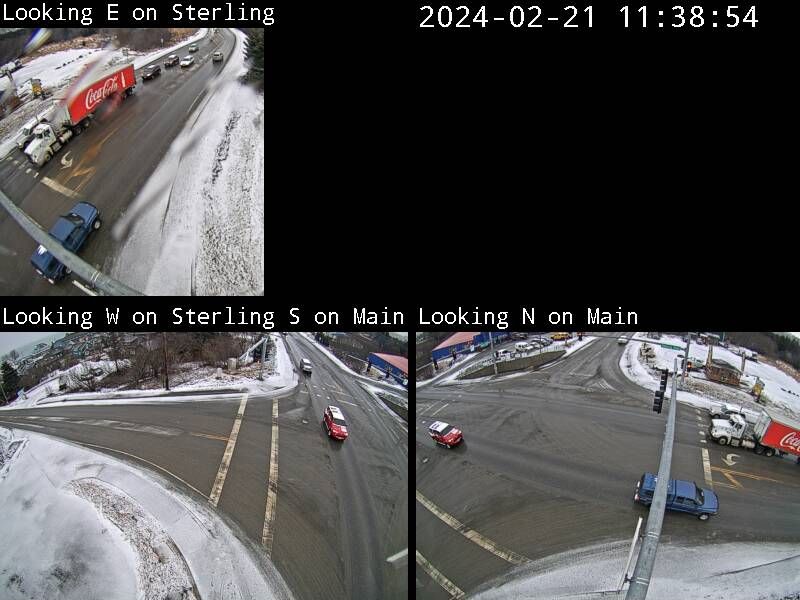 Looking E on Sterling
2024-02-21 11:38:54
Coca-Cola
Looking W on Sterling S on Main
Looking N on Main
Coca